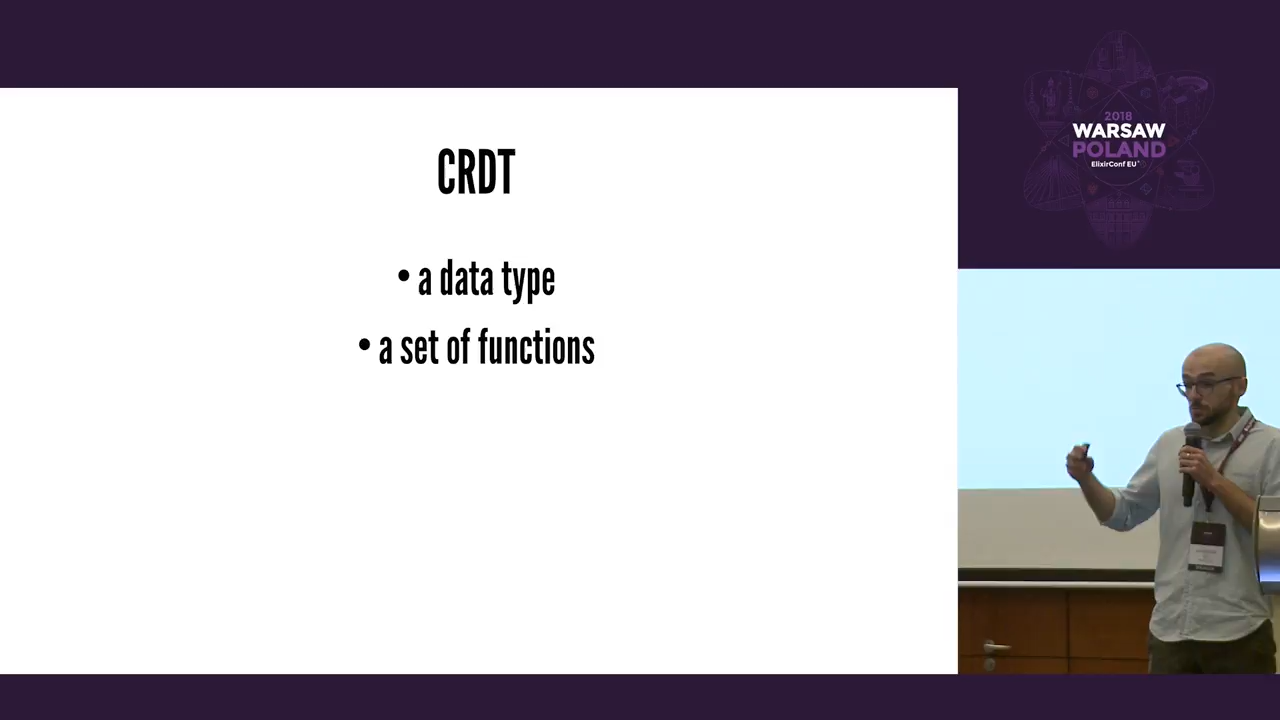 CRDT
• a data type
• a set of functions
2018
WARSAW
POLAND
ElixirConf EU